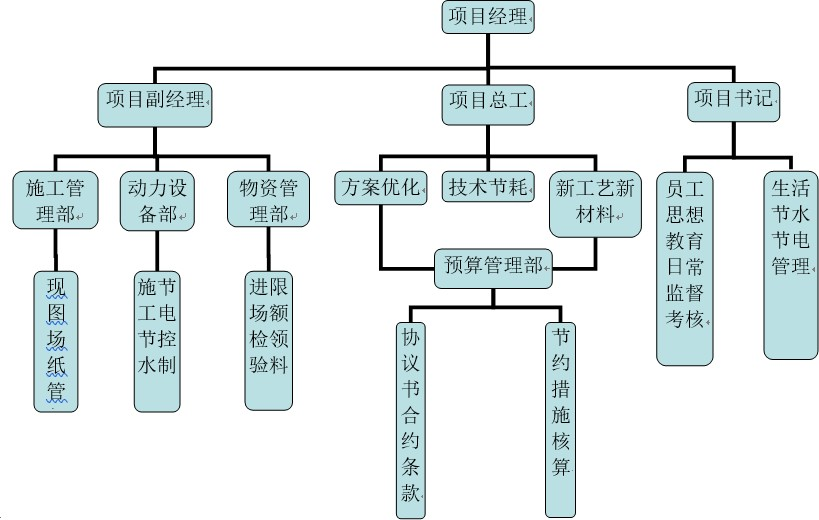 项目经理
项目副经理
项目总工
项目书记
施工管
理部
动力设
备部
物资管
理部
方案优化
技术节耗
新工艺新
材料
员工
思想
教育
日常
监督
考核
生活
节水
节电
管理
预算管理部
现
图
场
纸
管
施节
工电
节控
水制
进限
场额
检领
验料
协
议
书
合
约
条
款
节
约
措
施
核
算